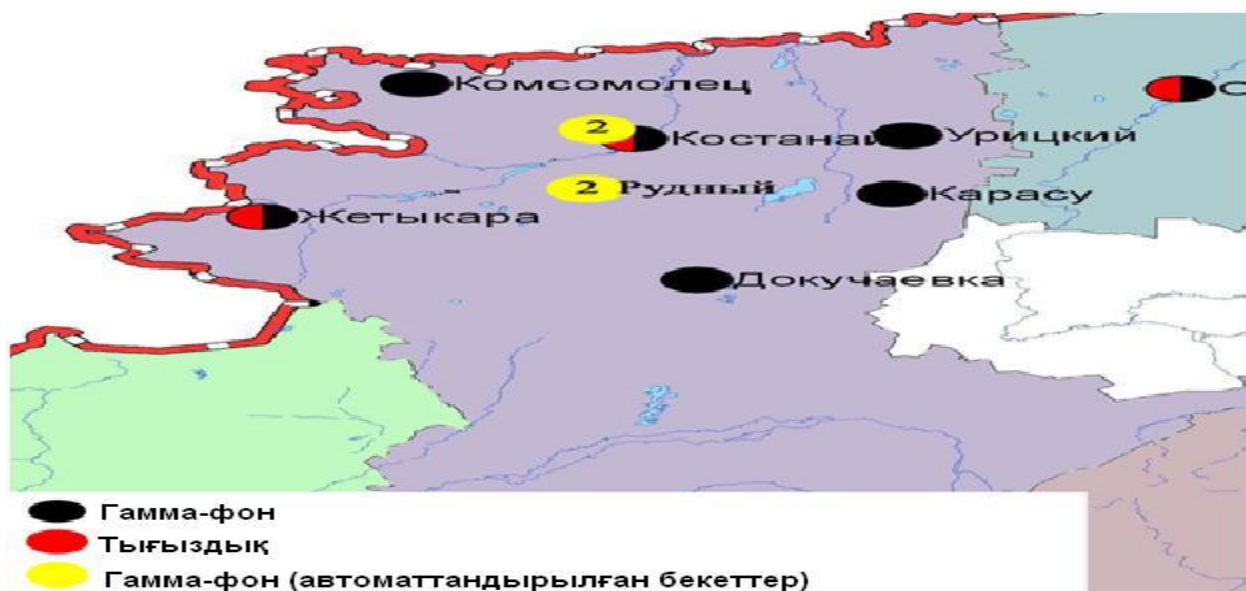 Комсомолец
2 Костанай Урицкий
2 Рудный Карасу
Жетыкара
Докучаевка
Гамма-фон
Тығыздық
Гамма-фон (автоматтандырылған бекеттер)